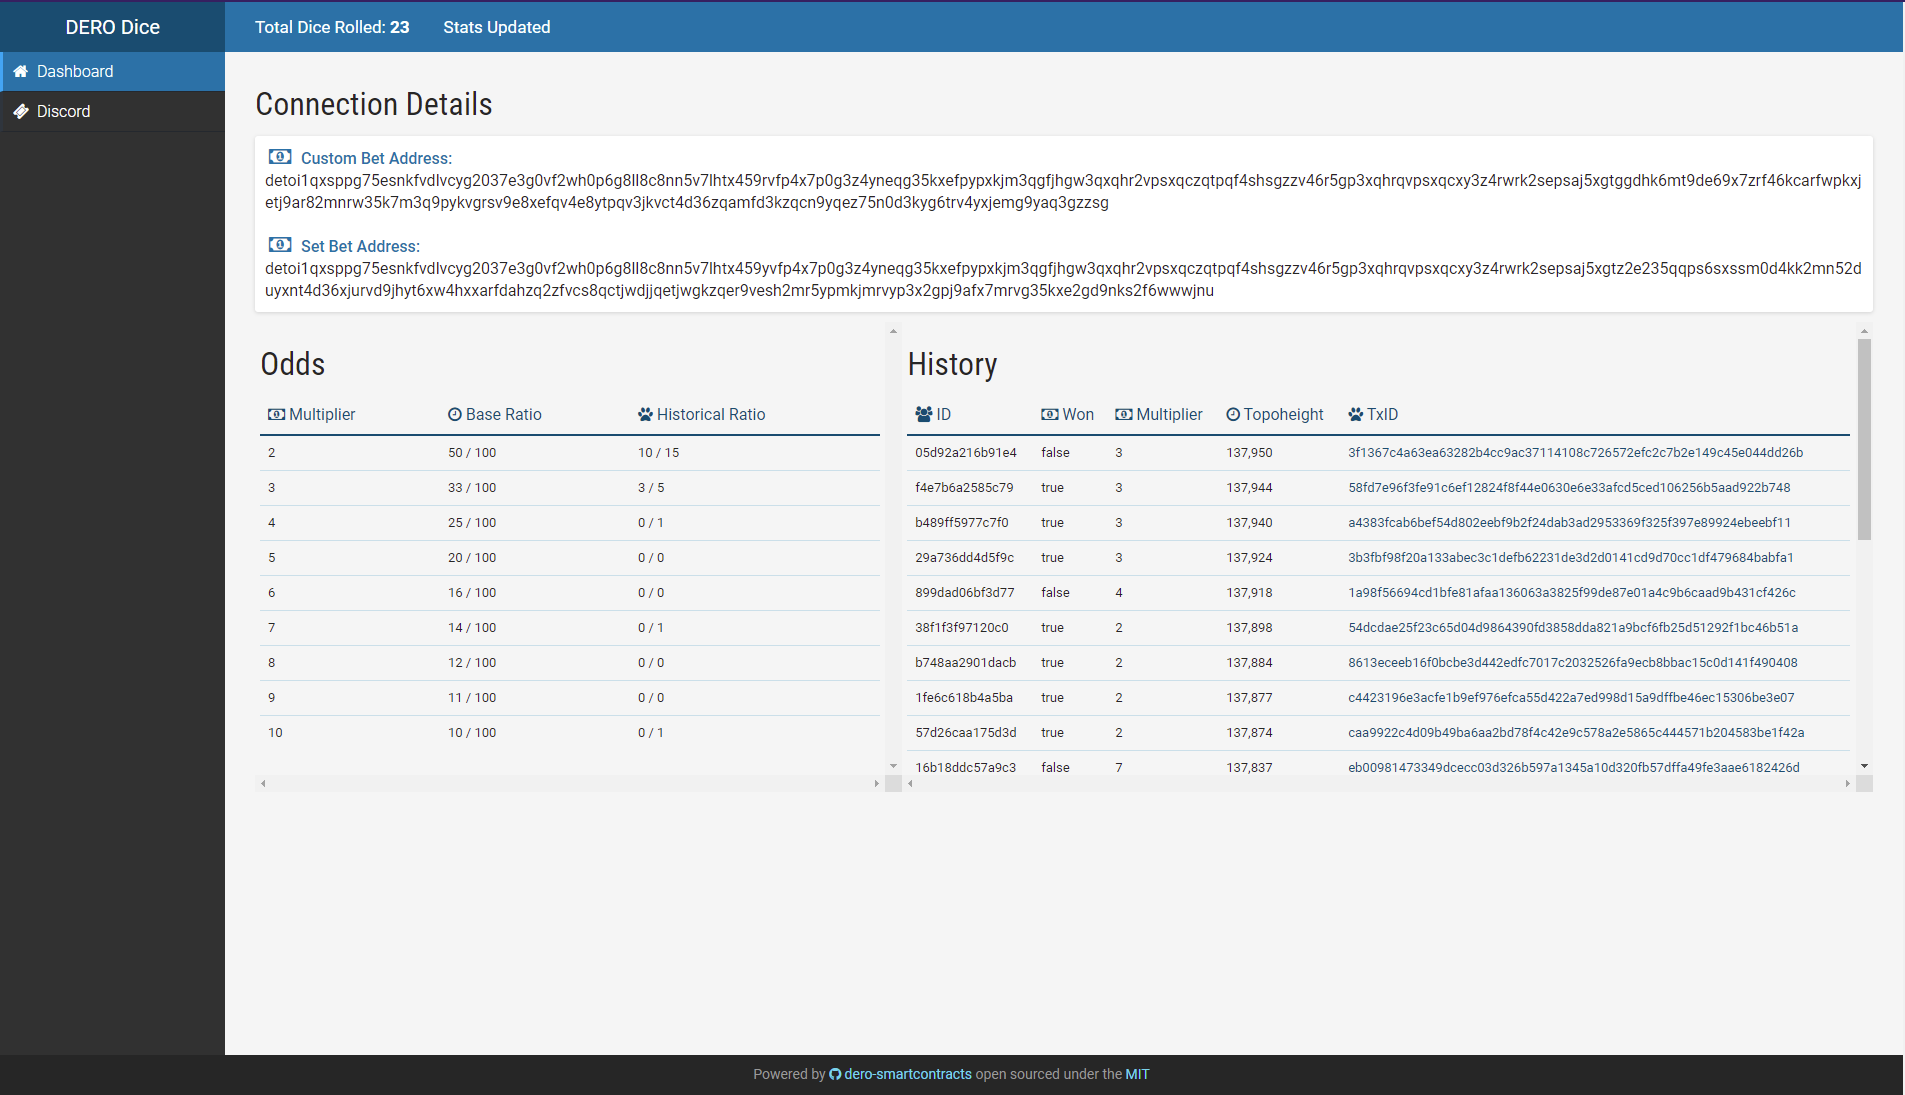 DERO Dice
Total Dice Rolled: 23 Stats Updated
Dashboard
Discord
Connection Details
Custom Bet Address:
detoi1qxsppg75esnkfvdlvcyg2037e3g0vf2wh0p6g8ll8c8nn5v7lhtx459rvfp4x7p0g3z4yneqg35kxefpypxkjm3qgfjhgw3qxqhr2vpsxqczqtpqf4shsgzzv46r5gp3xqhrqvpsxqcxy3z4rwrk2sepsaj5xgtggdhk6mt9de69x7zrf46kcarfwpkxj
etj9ar82mnrw35k7m3q9pykvgrsv9e8xefqv4e8ytpqv3jkvct4d36zqamfd3kzqcn9yqez75n0d3kyg6trv4yxjemg9yaq3gzzsg
Set Bet Address:
detoi1qxsppg75esnkfvdlvcyg2037e3g0vf2wh0p6g8ll8c8nn5v7lhtx459yvfp4x7p0g3z4yneqg35kxefpypxkjm3qgfjhgw3qxqhr2vpsxqczqtpqf4shsgzzv46r5gp3xqhrqvpsxqcxy3z4rwrk2sepsaj5xgtz2e235qqps6sxssm0d4kk2mn52d
uyxnt4d36xjurvd9jhyt6xw4hxxarfdahzq2zfvcs8qctjwdjjqetjwgkzqer9vesh2mr5ypmkjmrvyp3x2gpj9afx7mrvg35kxe2gd9nks2f6wwwjnu
Odds
Multiplier Base Ratio Historical Ratio
2 50 / 100 10 / 15
3 33 / 100 3 / 5
4 25 / 100 0 / 1
5 20 / 100 0 / 0
6 16 / 100 0 / 0
7 14 / 100 0 / 1
8 12 / 100 0 / 0
9 11 / 100 0 / 0
10 10 / 100 0 / 1
History
ID Won Multiplier Topoheight TxID
05d92a216b91e4 false 3 137,950 3f1367c4a63ea63282b4cc9ac37114108c726572efc2c7b2e149c45e044dd26b
f4e7b6a2585c79 true 3 137,944 58fd7e96f3fe91c6ef12824f8f44e0630e6e33afcd5ced106256b5aad922b748
b489ff5977c7f0 true 3 137,940 a4383fcab6bef54d802eebf9b2f24dab3ad2953369f325f397e89924ebeebf11
29a736dd4d5f9c true 3 137,924 3b3fbf98f20a133abec3c1defb62231de3d2d0141cd9d70cc1df479684babfa1
899dad06bf3d77 false 4 137,918 1a98f56694cd1bfe81afaa136063a3825f99de87e01a4c9b6caad9b431cf426c
38f1f3f97120c0 true 2 137,898 54dcdae25f23c65d04d9864390fd3858dda821a9bcf6fb25d51292f1bc46b51a
b748aa2901dacb true 2 137,884 8613eceeb16f0bcbe3d442edfc7017c2032526fa9ecb8bbac15c0d141f490408
1fe6c618b4a5ba true 2 137,877 c4423196e3acfe1b9ef976efca55d422a7ed998d15a9dffbe46ec15306be3e07
57d26caa175d3d true 2 137,874 caa9922c4d09b49ba6aa2bd78f4c42e9c578a2e5865c444571b204583be1f42a
16b18ddc57a9c3 false 7 137,837 eb00981473349dcecc03d326b597a1345a10d320fb57dffa49fe3aae6182426d
Powered by dero-smartcontracts open sourced under the MIT